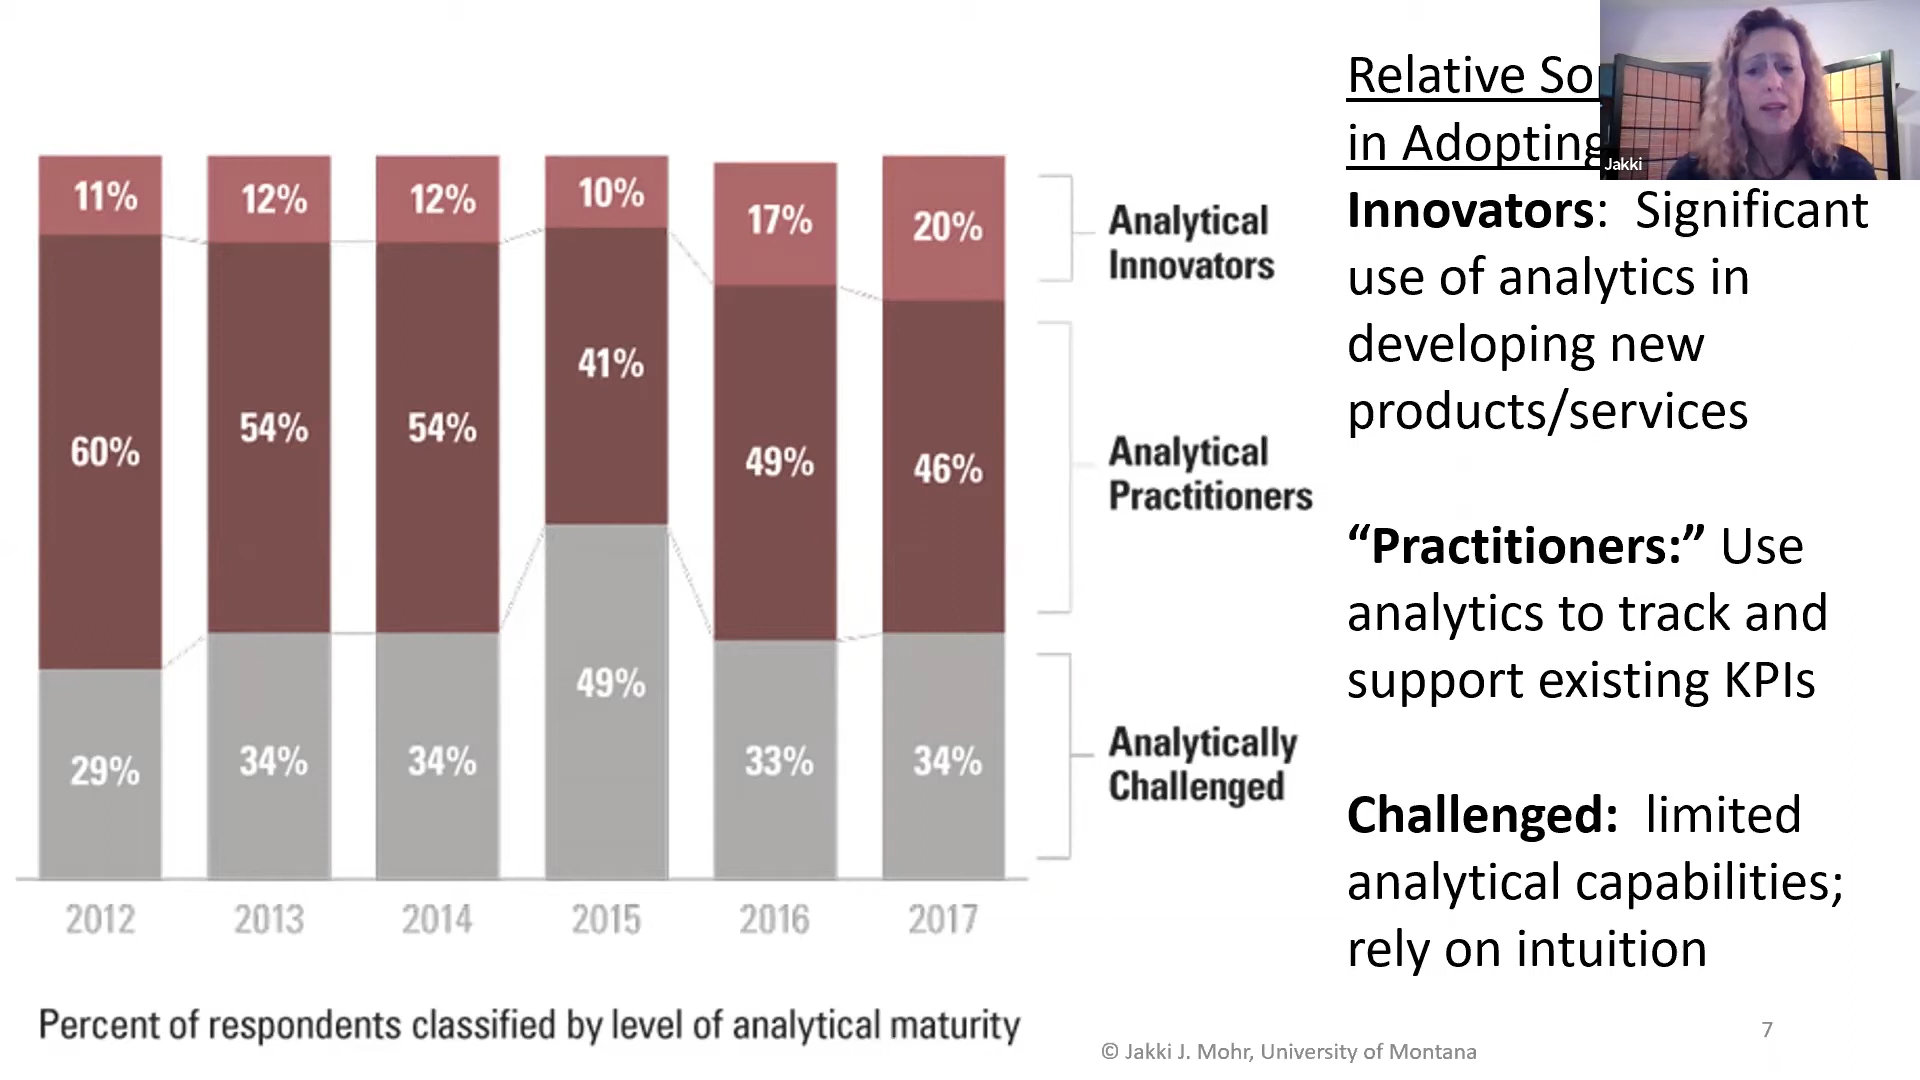 11%
12%
12%
10%
17%
20%
60%
54%
54%
41%
49%
46%
29%
34%
34%
49%
33%
34%
2012
2013
2014
2015
2016
2017
Analytical
Innovators
Analytical
Practitioners
Analytically
Challenged
Percent of respondents classified by level of analytical maturity
Relative
in Adopting
Innovators: Significant
use of analytics in
developing new
products/services
“Practitioners:” Use
analytics to track and
support existing KPIs
Challenged: limited
analytical capabilities;
rely on intuition
Jakki
© Jakki J. Mohr, University of Montana
7